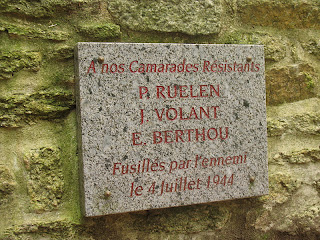 A nos Camarades Résistants
P. RUELEN
J. VOLANT
E. BERTHOU
Fusillés par l'ennemi
le 4 Juillet 1944